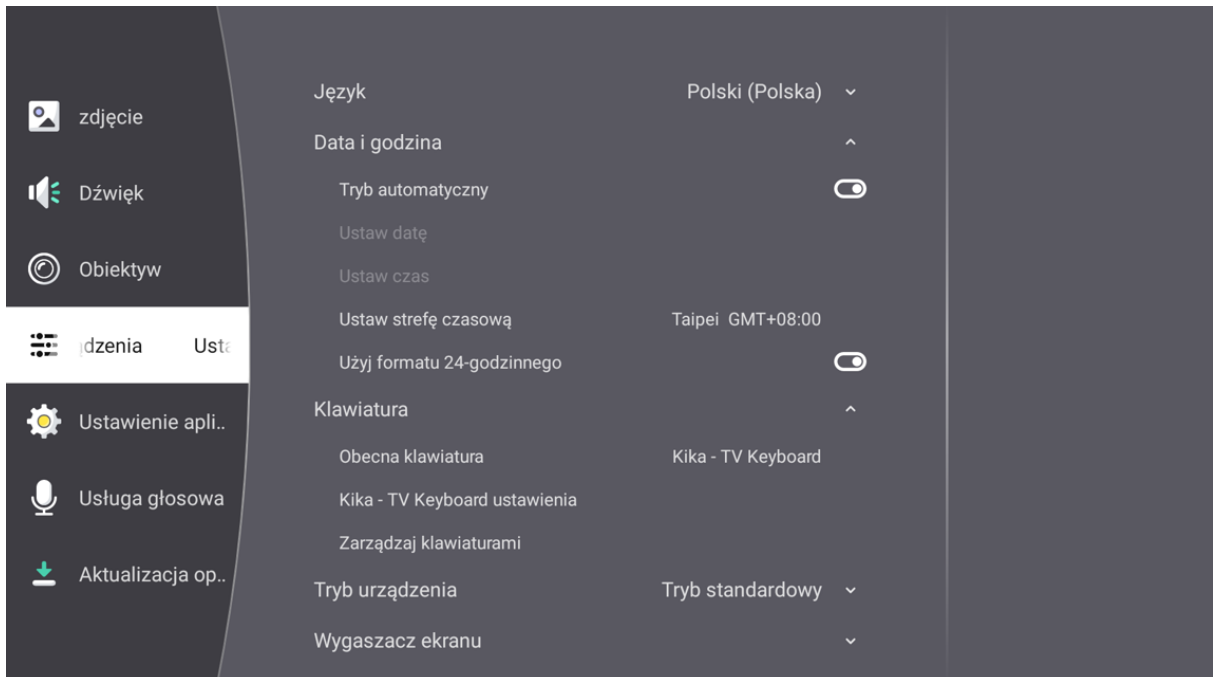 zdjęcie
Dźwięk
Obiektyw
dzenia Usta
Ustawienie apli..
Usługa głosowa
Aktualizacja op..
Język Polski (Polska)
Data i godzina
Tryb automatyczny
Ustaw datę
Ustaw czas
Ustaw strefę czasową Taipei GMT+08:00
Użyj formatu 24-godzinnego
Klawiatura
Obecna klawiatura Kika - TV Keyboard
Kika - TV Keyboard ustawienia
Zarządzaj klawiaturami
Tryb urządzenia Tryb standardowy
Wygaszacz ekranu